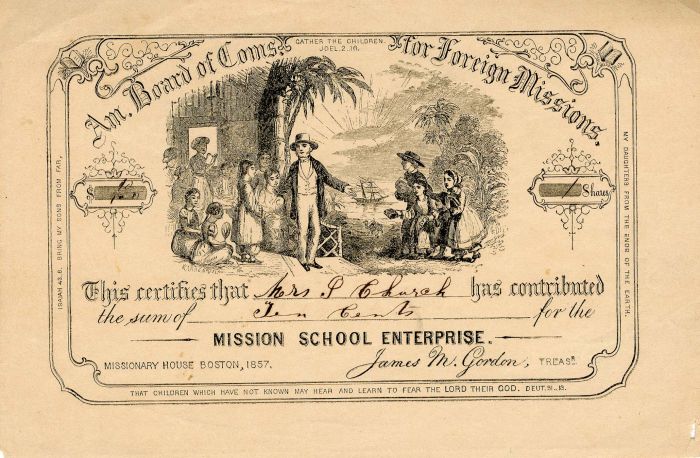 GATHER THE CHILDREN.
JOEL, 2. 16.
Am. Board of Coms. for Foreign Missions.
ISAIAH 43.6. BRING MY SONS FROM FAR,
MY DAUGHTERS FROM THE ENDS OF THE EARTH.
$
1 Shares
This certifies that Mrs S Church has contributed
the sum of Ten Cents for the
MISSION SCHOOL ENTERPRISE.
MISSIONARY HOUSE BOSTON, 1857. James M. Gordon, TREASR.
THAT CHILDREN WHICH HAVE NOT KNOWN MAY HEAR AND LEARN TO FEAR THE LORD THEIR GOD. DEUT. 31-13.